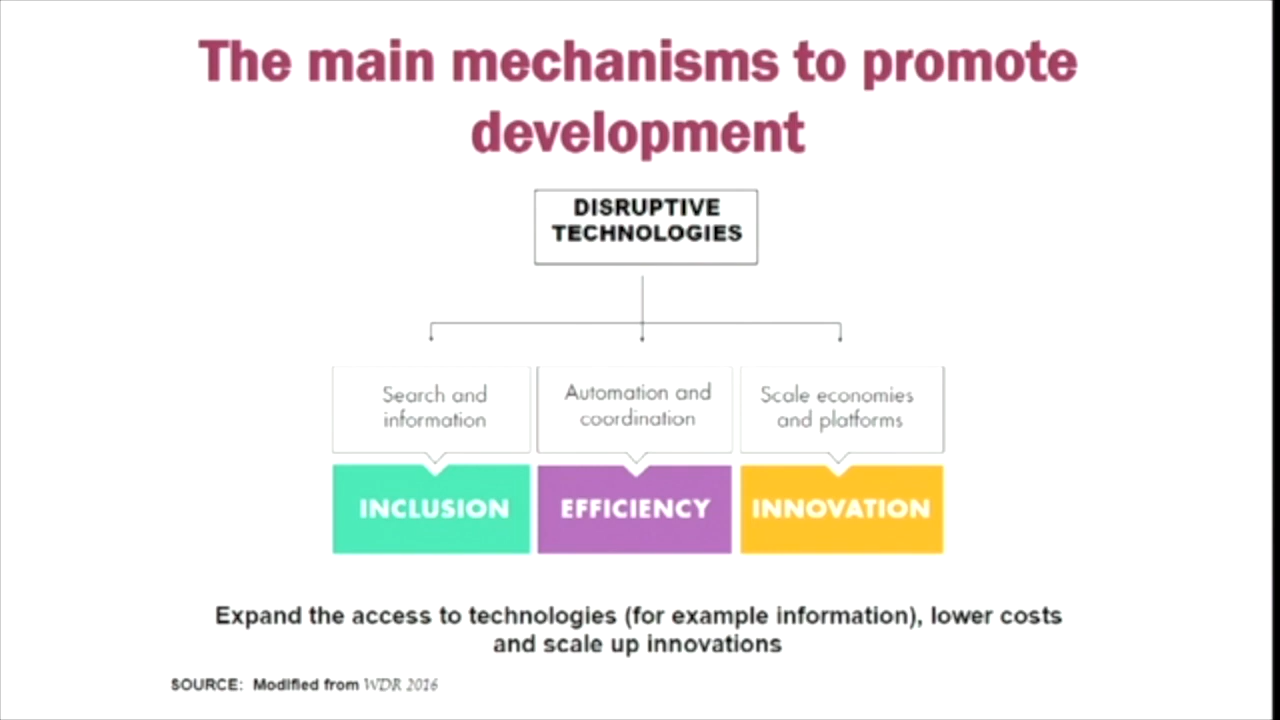 The main mechanisms to promote
development
DISRUPTIVE
TECHNOLOGIES
Search and
information
Automation and
coordination
Scale economies
and platforms
INCLUSION
EFFICIENCY
INNOVATION
Expand the access to technologies (for example information), lower costs
and scale up innovations
SOURCE: Modified from WDR 2016